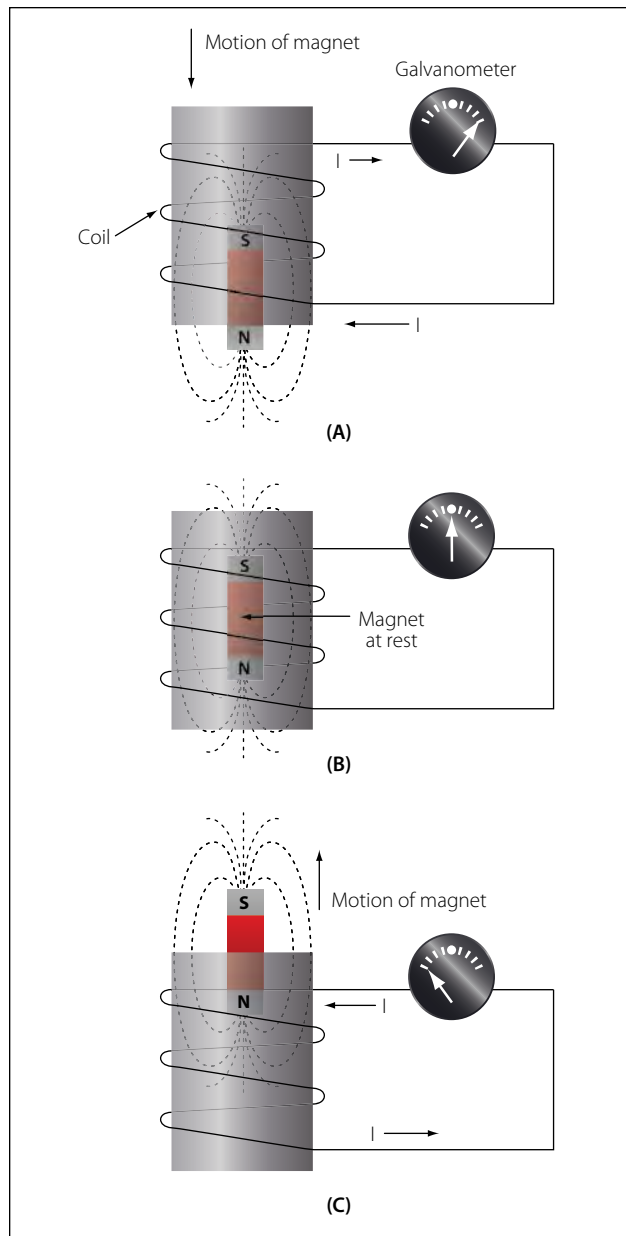 Motion of magnet
Galvanometer
I
Coil
S
N
I
(A)
S
Magnet
at rest
N
(B)
S
Motion of magnet
N
I
I
(C)